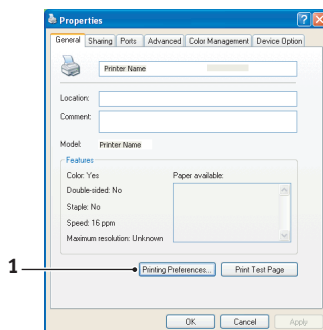 Properties
General Sharing Ports Advanced Color Management Device Option
Printer Name
Location:
Comment:
Model: Printer Name
Features
Color: Yes Paper available:
Double-sided: No
Staple: No
Speed: 16 ppm
Maximum resolution: Unknown
1
Printing Preferences... Print Test Page
OK Cancel Apply